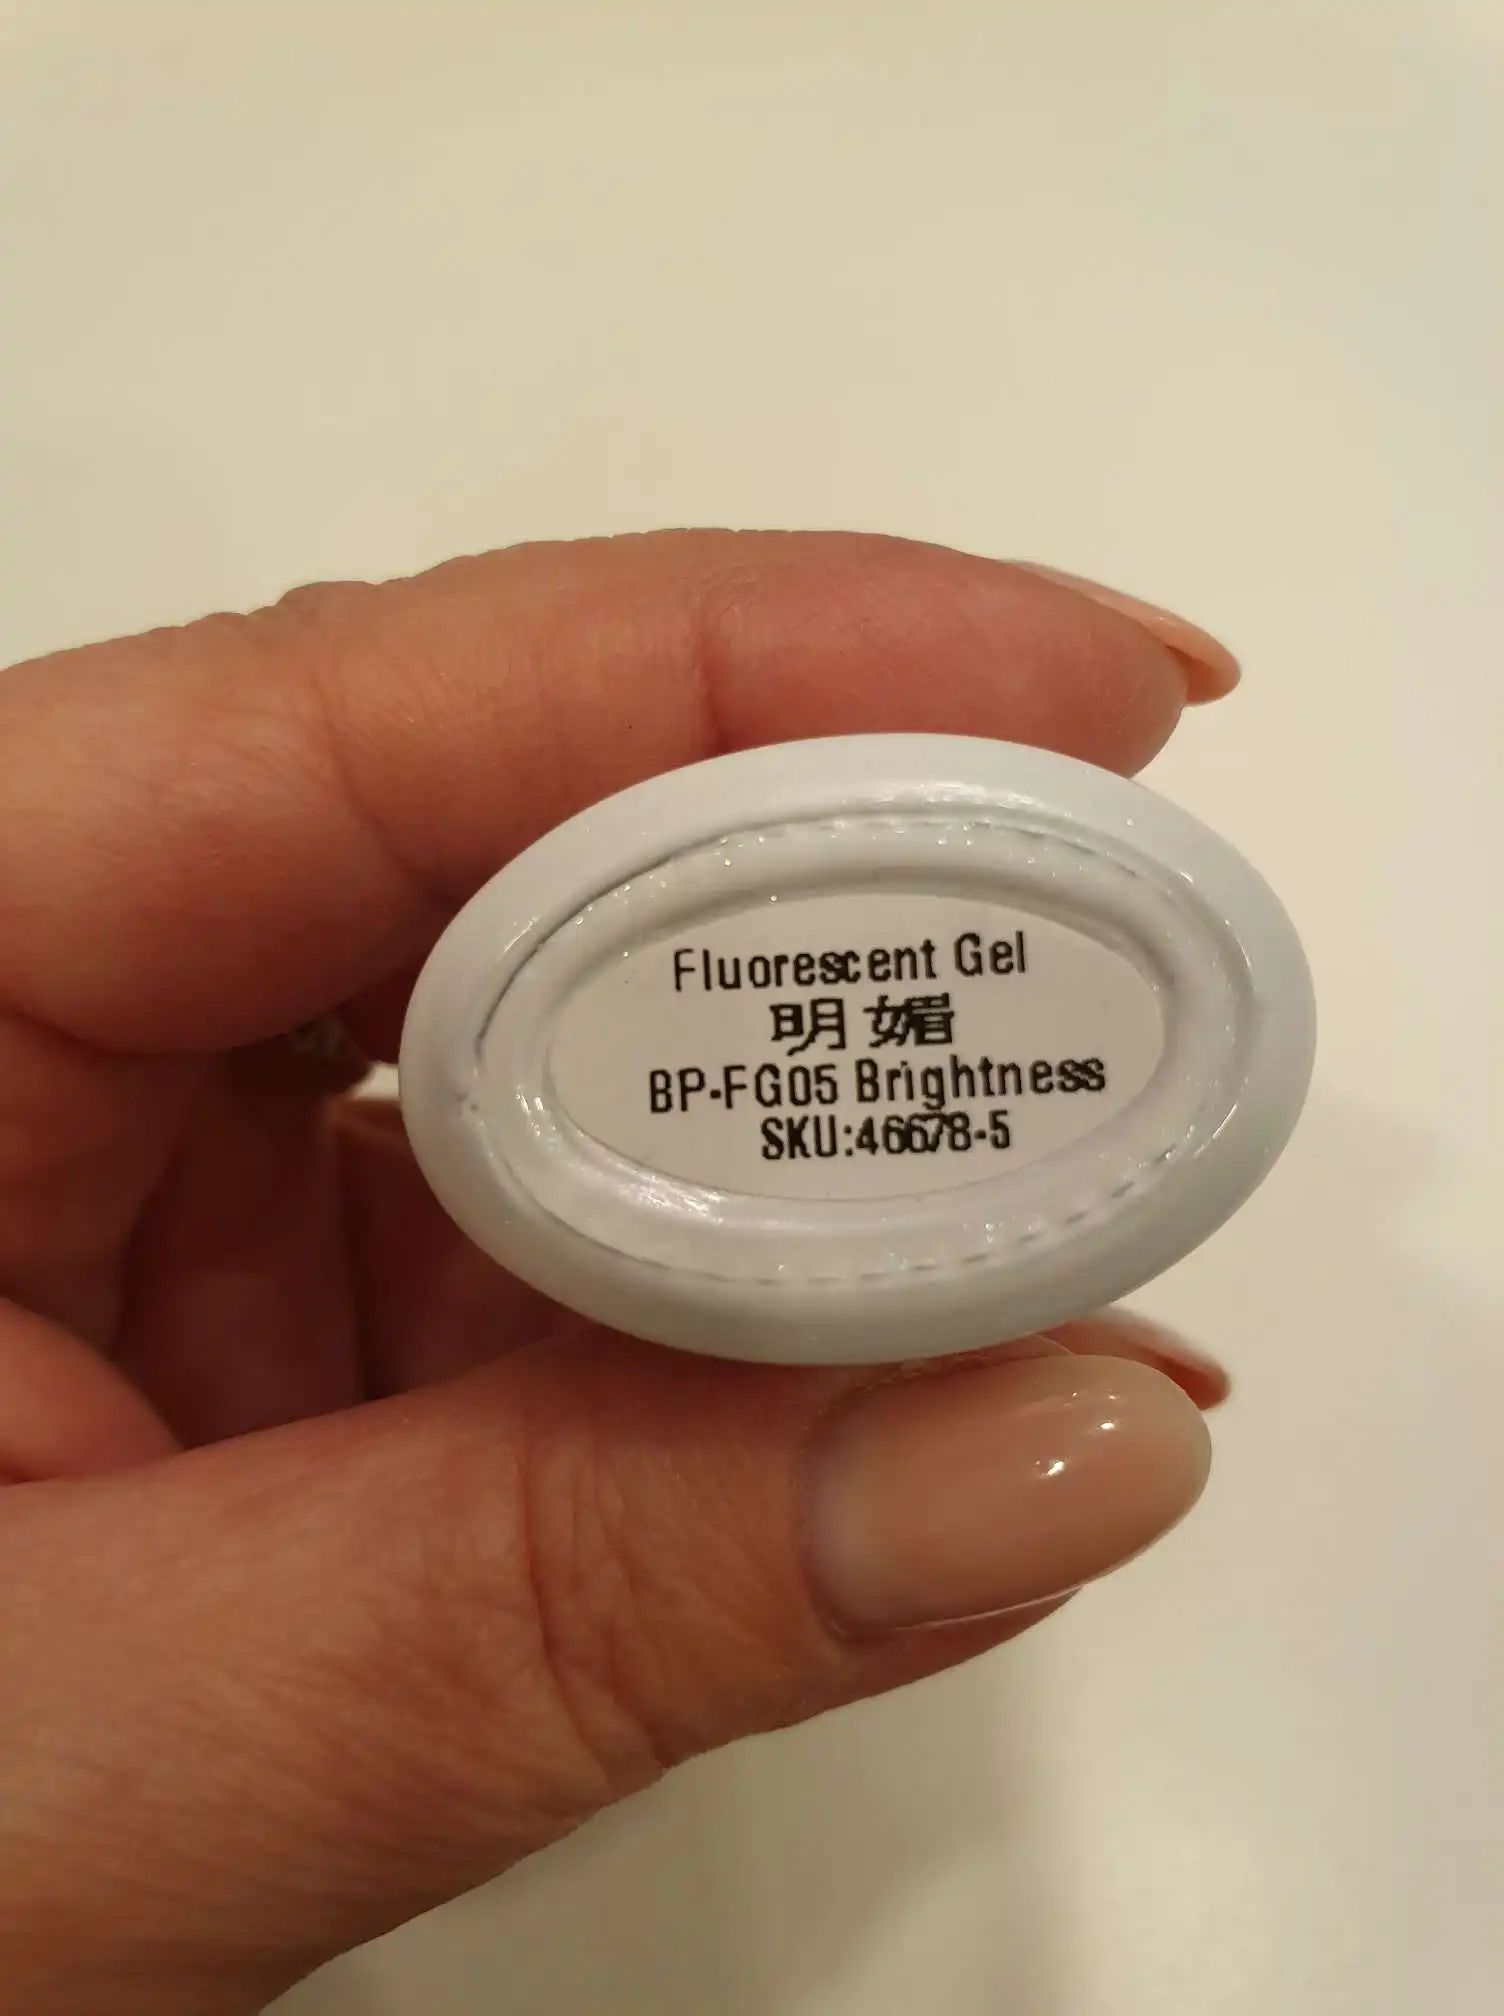 Fluorescent Gel
明媚
BP-FG05 Brightness
SKU:46678-5